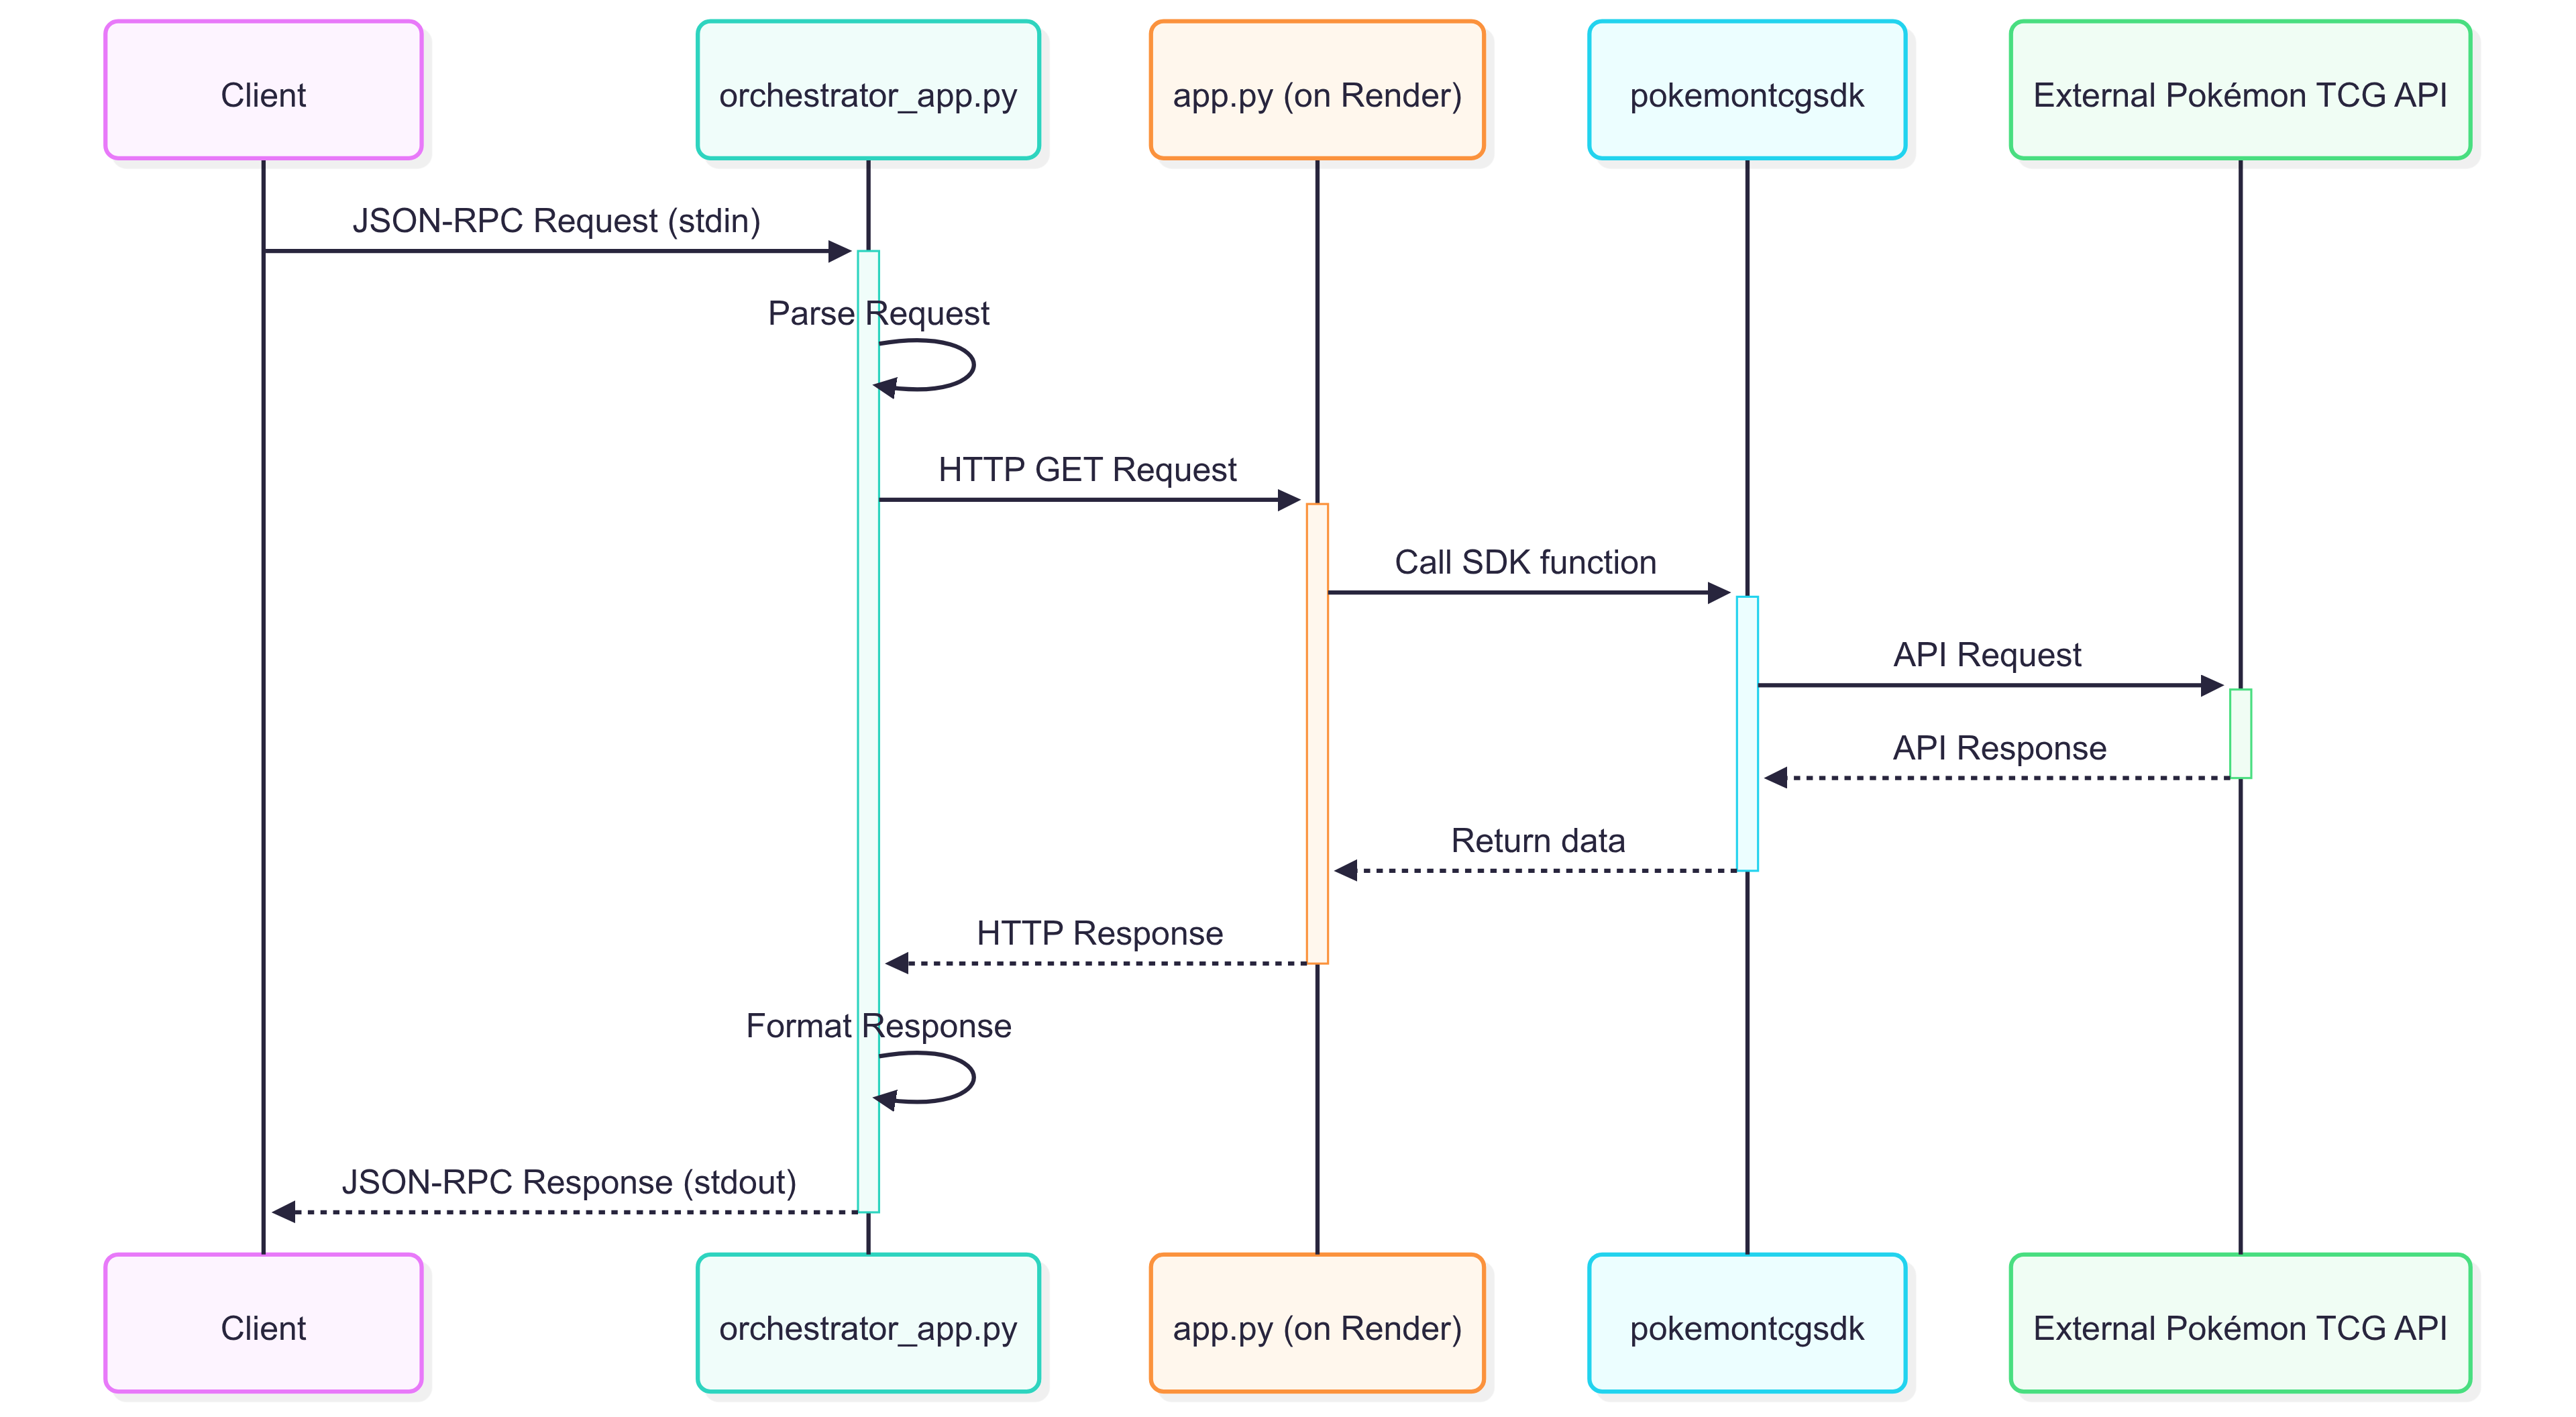 Client
orchestrator_app.py
app.py (on Render)
pokemontcgsdk
External Pokémon TCG API
JSON-RPC Request (stdin)
Parse Request
HTTP GET Request
Call SDK function
API Request
API Response
Return data
HTTP Response
Format Response
JSON-RPC Response (stdout)
Client
orchestrator_app.py
app.py (on Render)
pokemontcgsdk
External Pokémon TCG API